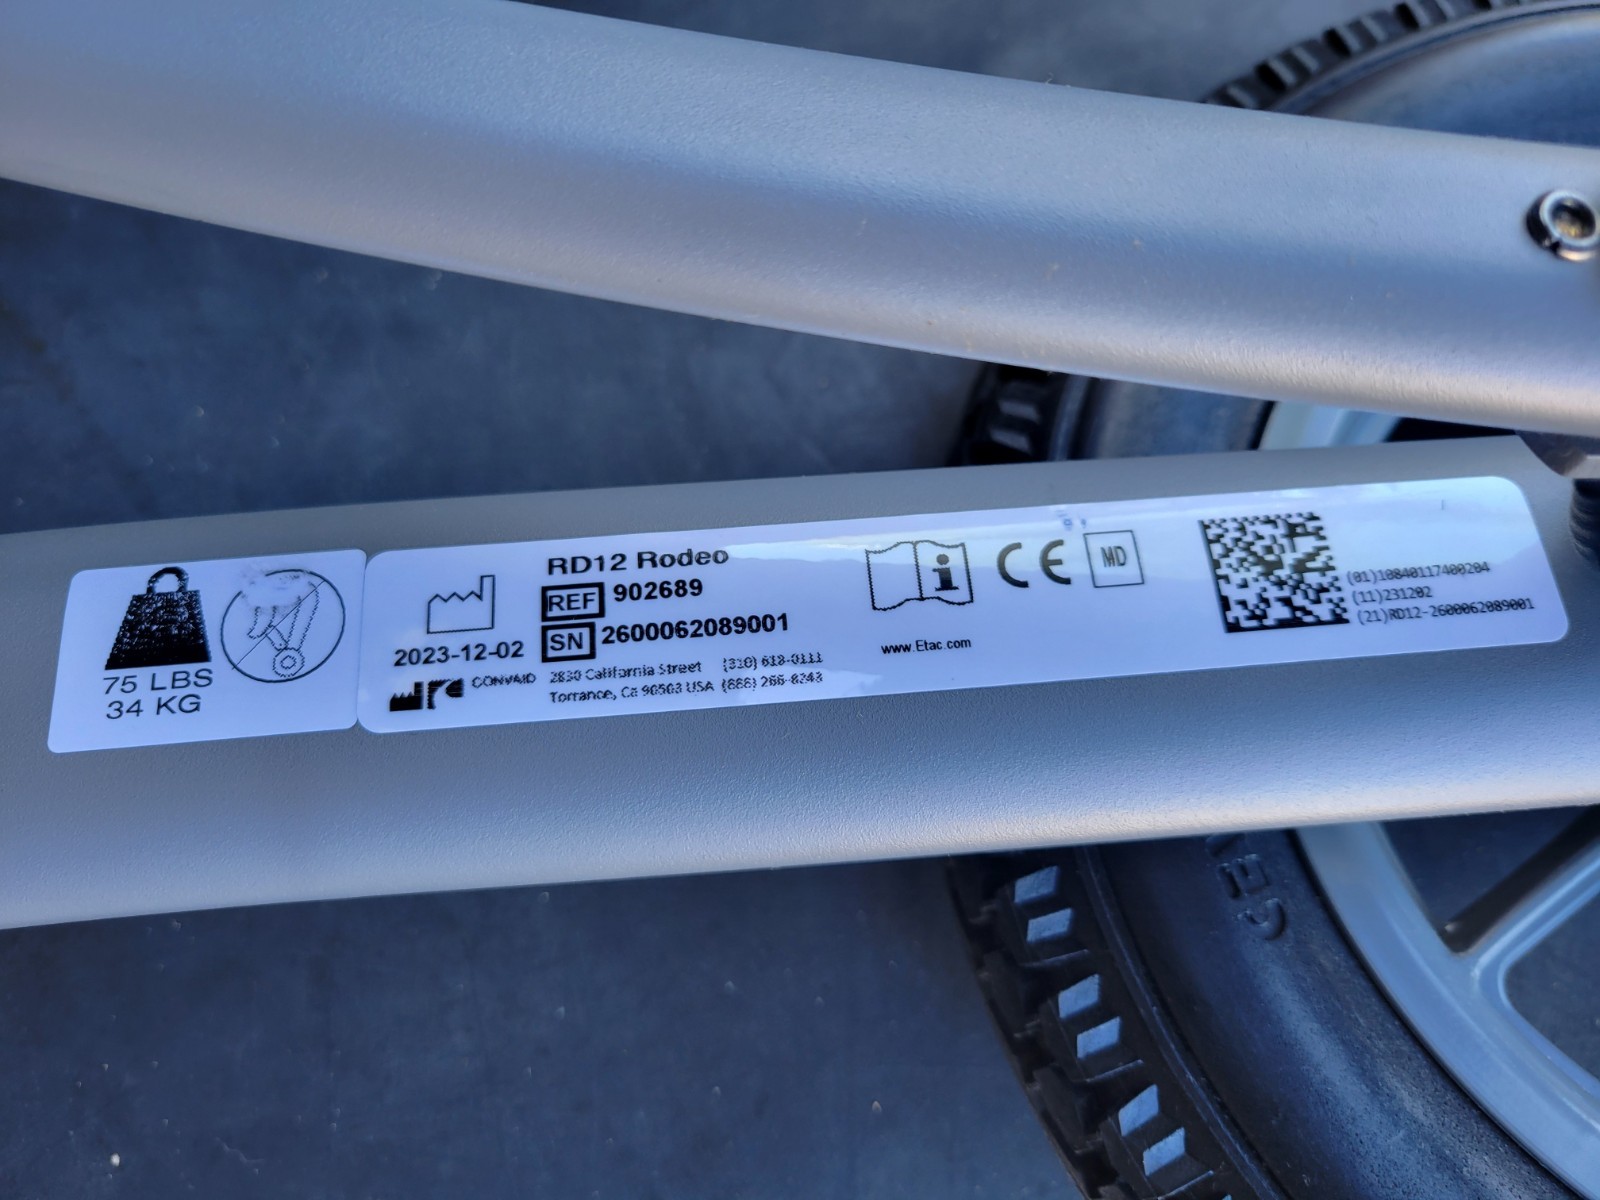 75 LBS
34 KG
2023-12-02
RD12 Rodeo
REF 902689
SN 2600062089001
CONVAID
2830 California Street (310) 618-0111
Torrance, Ca 90503 USA (888) 266-8243
www.Etac.com
CE
MD
(01)10840117400204
(11)231202
(21)RD12-2600062089001